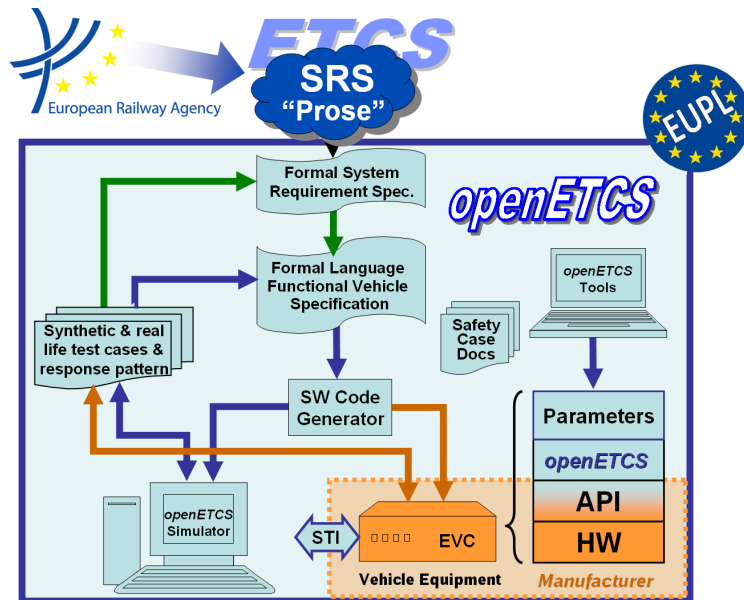 ETCS
SRS
“Prose”
European Railway Agency
EUPL
Formal System
Requirement Spec.
openETCS
Formal Language
Functional Vehicle
Specification
openETCS
Tools
Synthetic & real
life test cases &
response pattern
Safety
Case
Docs
SW Code
Generator
Parameters
openETCS
API
HW
openETCS
Simulator
STI
EVC
Vehicle Equipment
Manufacturer